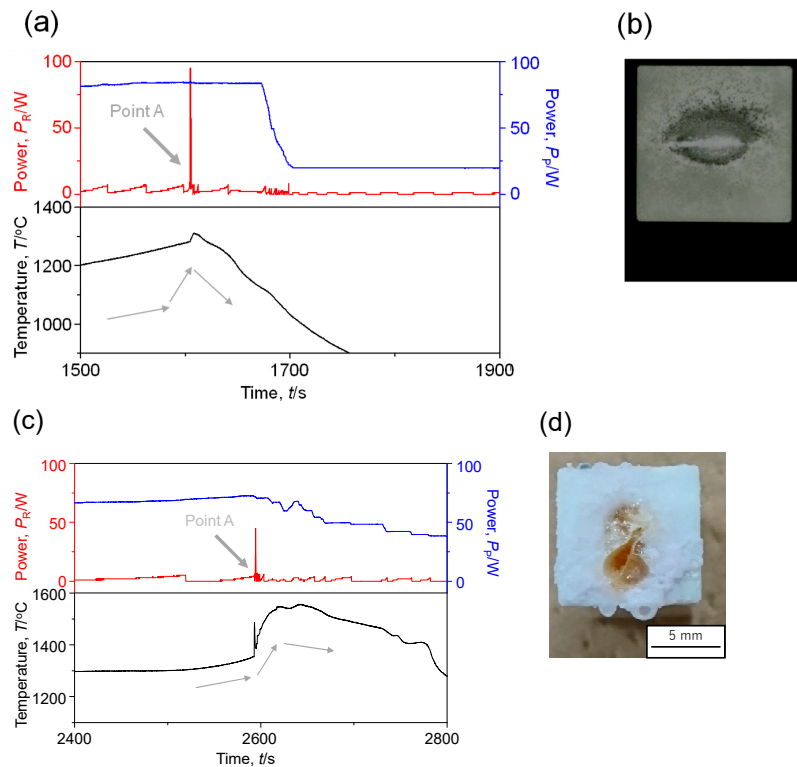 (a)
(b)
100
100
Power, P_R/W
Power, P_P/W
Point A
50
50
0
0
1400
Temperature, T/°C
1200
1000
1500
1600
1700
1800
1900
Time, t/s
(c)
(d)
100
100
Power, P_R/W
Power, P_P/W
Point A
50
50
0
0
1600
Temperature, T/°C
1400
1200
2400
2600
2800
Time, t/s
5 mm